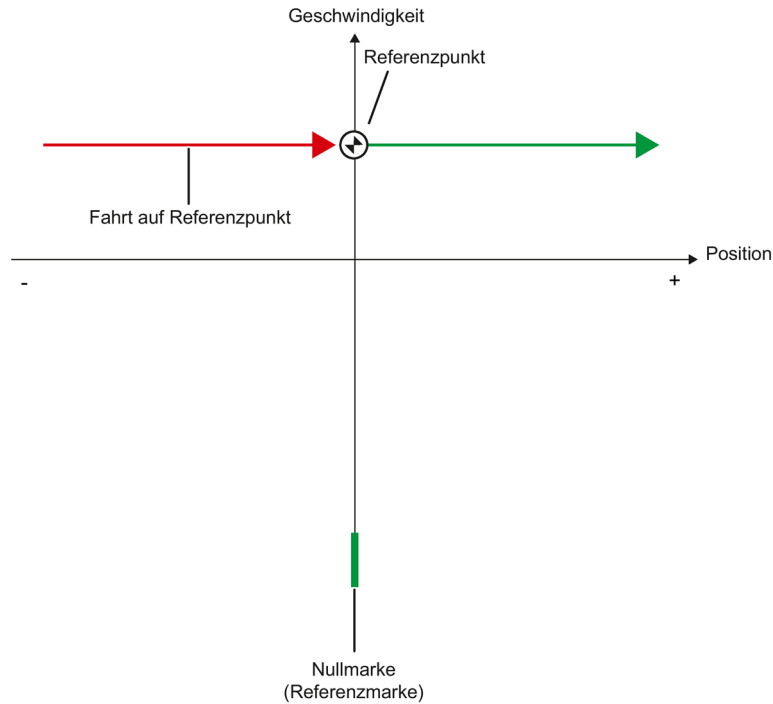 Geschwindigkeit
Referenzpunkt
Fahrt auf Referenzpunkt
Position
-
+
Nullmarke
(Referenzmarke)